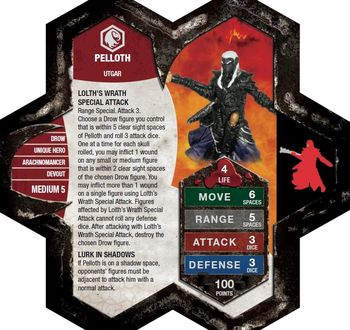 PELLOTH
UTGAR
LOLTH'S WRATH
SPECIAL ATTACK
Range Special. Attack 3.
Choose a Drow figure you control
that is within 5 clear sight spaces
of Pelloth and roll 3 attack dice.
One at a time for each skull
rolled, you may inflict 1 wound
on any small or medium figure
that is within 2 clear sight spaces
of the chosen Drow figure. You
may inflict more than 1 wound
on a single figure using Lolth's
Wrath Special Attack. Figures
affected by Lolth's Wrath Special
Attack cannot roll any defense
dice. After attacking with Lolth's
Wrath Special Attack, destroy the
chosen Drow figure.
LURK IN SHADOWS
If Pelloth is on a shadow space,
opponents' figures must be
adjacent to attack him with a
normal attack.
DROW
UNIQUE HERO
ARACHNOMANCER
DEVOUT
MEDIUM 5
4
LIFE
MOVE 6 SPACES
RANGE 5 SPACES
ATTACK 3 DICE
DEFENSE 3 DICE
100
POINTS